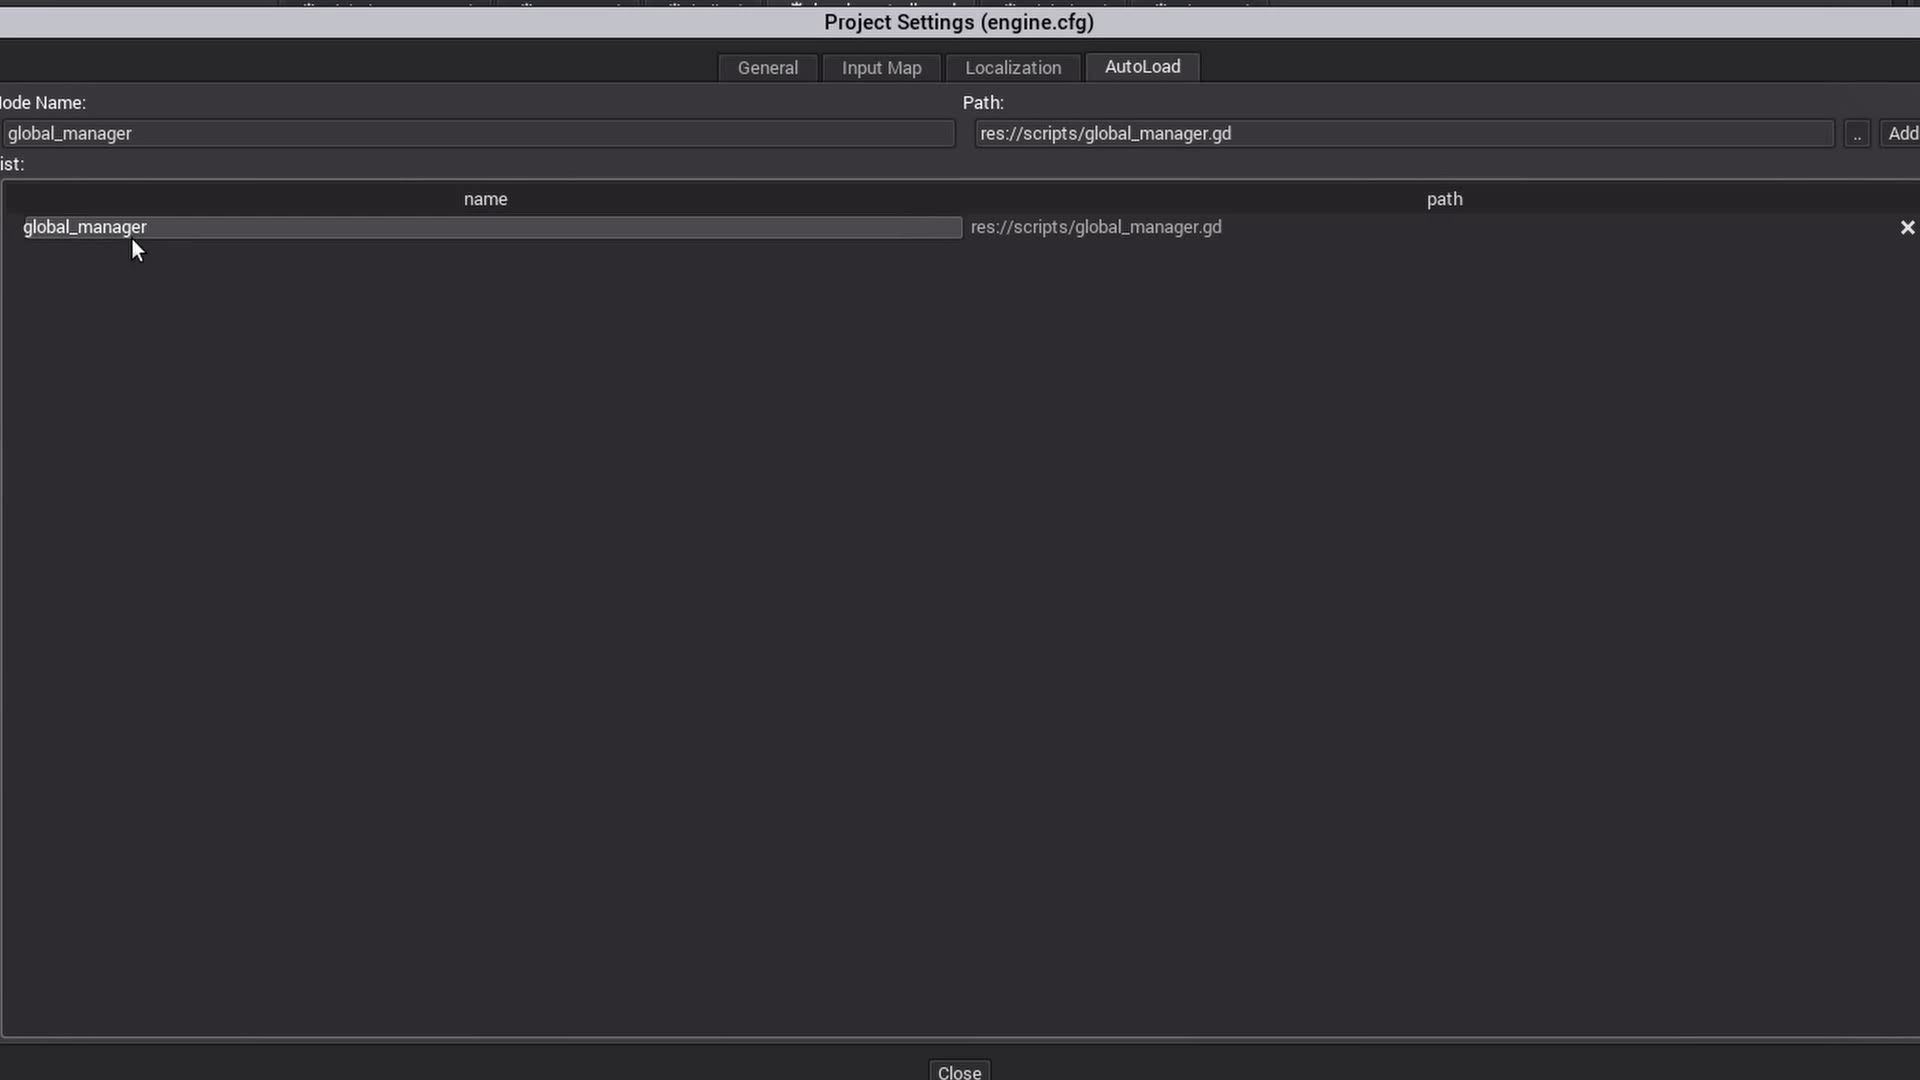 Project Settings (engine.cfg)
General Input Map Localization AutoLoad
ode Name: Path:
global_manager res://scripts/global_manager.gd .. Add
ist:
name path
global_manager res://scripts/global_manager.gd
Close